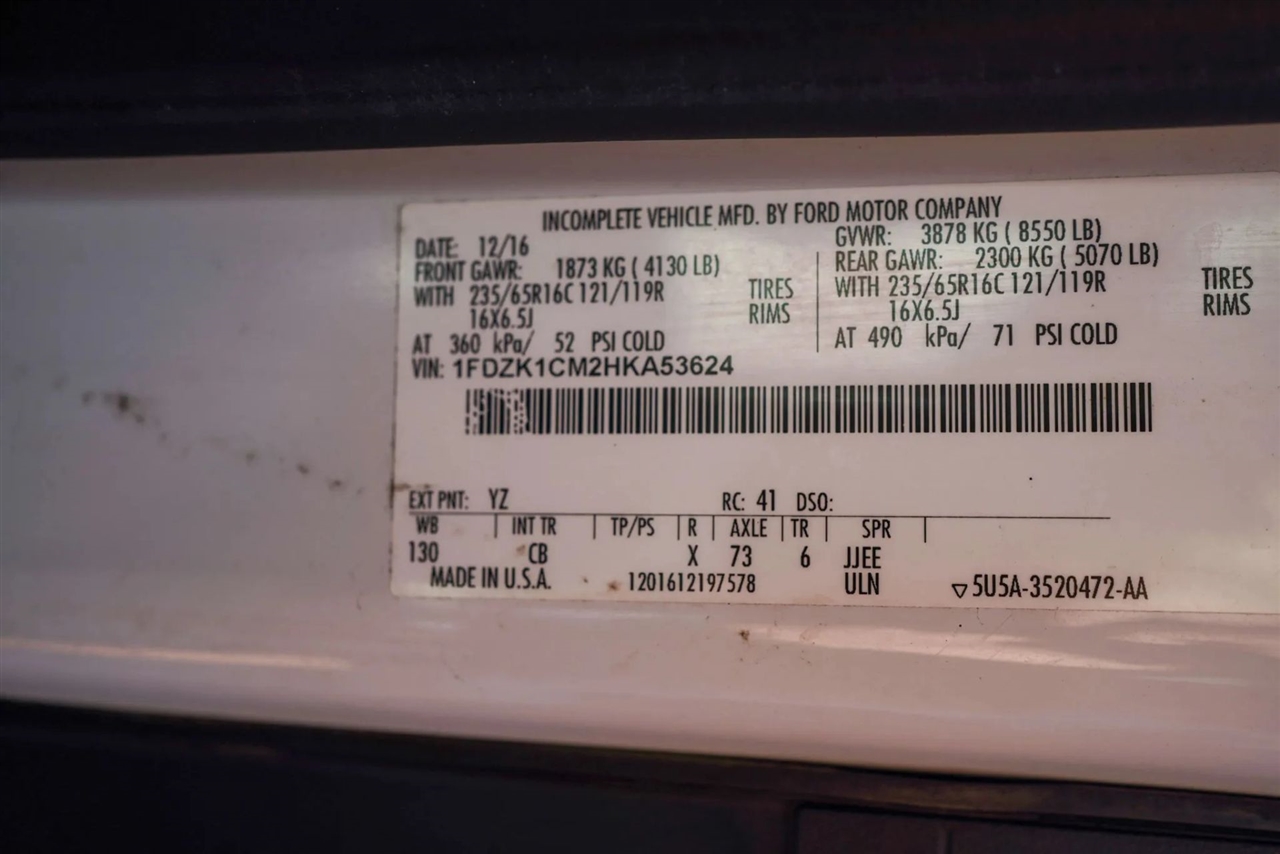 INCOMPLETE VEHICLE MFD. BY FORD MOTOR COMPANY
DATE: 12/16 GVWR: 3878 KG ( 8550 LB)
FRONT GAWR: 1873 KG ( 4130 LB) REAR GAWR: 2300 KG ( 5070 LB)
WITH 235/65R16C 121/119R TIRES WITH 235/65R16C 121/119R TIRES
16X6.5J RIMS 16X6.5J RIMS
AT 360 kPa/ 52 PSI COLD AT 490 kPa/ 71 PSI COLD
VIN: 1FDZK1CM2HKA53624
EXT PNT: YZ RC: 41 DSO:
WB INT TR TP/PS R AXLE TR SPR
130 CB X 73 6 JJEE
MADE IN U.S.A. 1201612197578 ULN ▽5U5A-3520472-AA